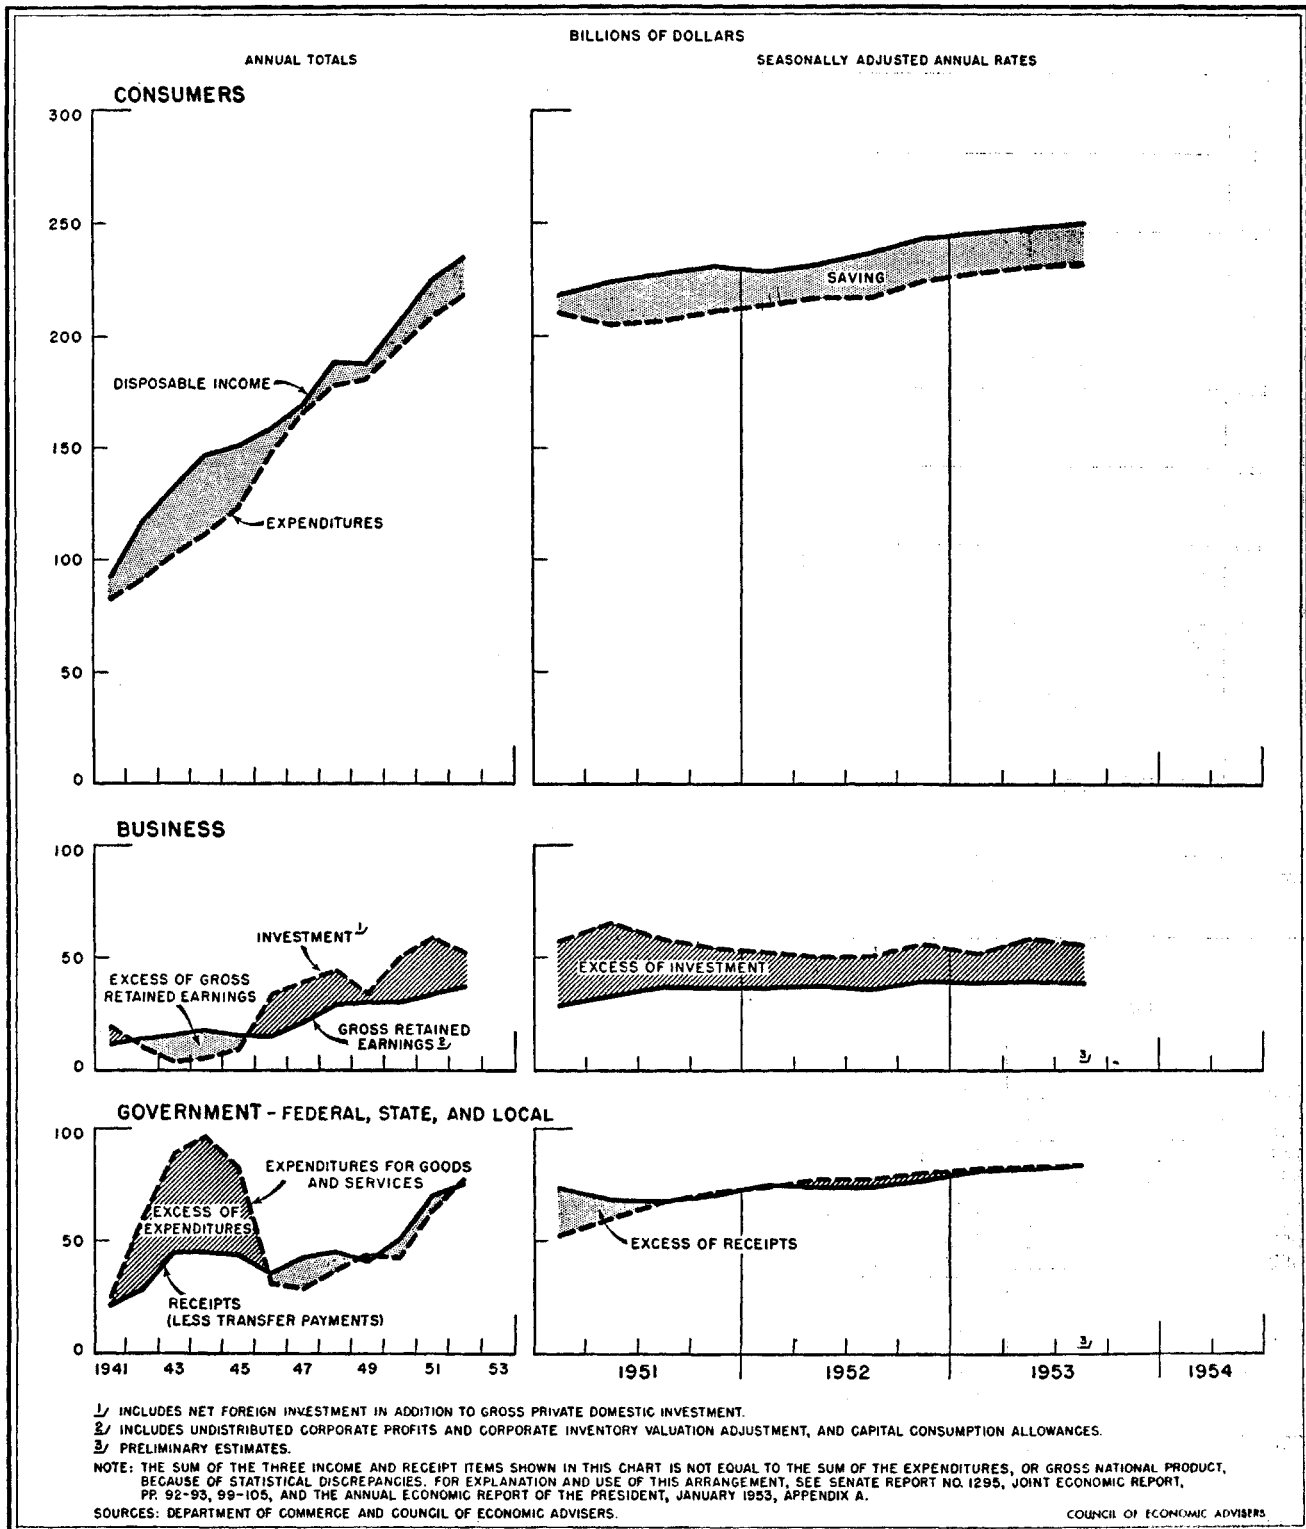 BILLIONS OF DOLLARS
ANNUAL TOTALS
SEASONALLY ADJUSTED ANNUAL RATES
CONSUMERS
300
250
200
150
100
50
0
SAVING
DISPOSABLE INCOME
EXPENDITURES
BUSINESS
100
50
0
INVESTMENT 1/
EXCESS OF GROSS
RETAINED EARNINGS
GROSS RETAINED
EARNINGS 2/
EXCESS OF INVESTMENT
3/
GOVERNMENT - FEDERAL, STATE, AND LOCAL
100
50
0
EXPENDITURES FOR GOODS
AND SERVICES
EXCESS OF
EXPENDITURES
RECEIPTS
(LESS TRANSFER PAYMENTS)
EXCESS OF RECEIPTS
3/
1941 43 45 47 49 51 53
1951 1952 1953 1954
1/ INCLUDES NET FOREIGN INVESTMENT IN ADDITION TO GROSS PRIVATE DOMESTIC INVESTMENT.
2/ INCLUDES UNDISTRIBUTED CORPORATE PROFITS AND CORPORATE INVENTORY VALUATION ADJUSTMENT, AND CAPITAL CONSUMPTION ALLOWANCES.
3/ PRELIMINARY ESTIMATES.
NOTE: THE SUM OF THE THREE INCOME AND RECEIPT ITEMS SHOWN IN THIS CHART IS NOT EQUAL TO THE SUM OF THE EXPENDITURES, OR GROSS NATIONAL PRODUCT,
BECAUSE OF STATISTICAL DISCREPANCIES. FOR EXPLANATION AND USE OF THIS ARRANGEMENT, SEE SENATE REPORT NO. 1295, JOINT ECONOMIC REPORT,
PP. 92-93, 99-105, AND THE ANNUAL ECONOMIC REPORT OF THE PRESIDENT, JANUARY 1953, APPENDIX A.
SOURCES: DEPARTMENT OF COMMERCE AND COUNCIL OF ECONOMIC ADVISERS.
COUNCIL OF ECONOMIC ADVISERS